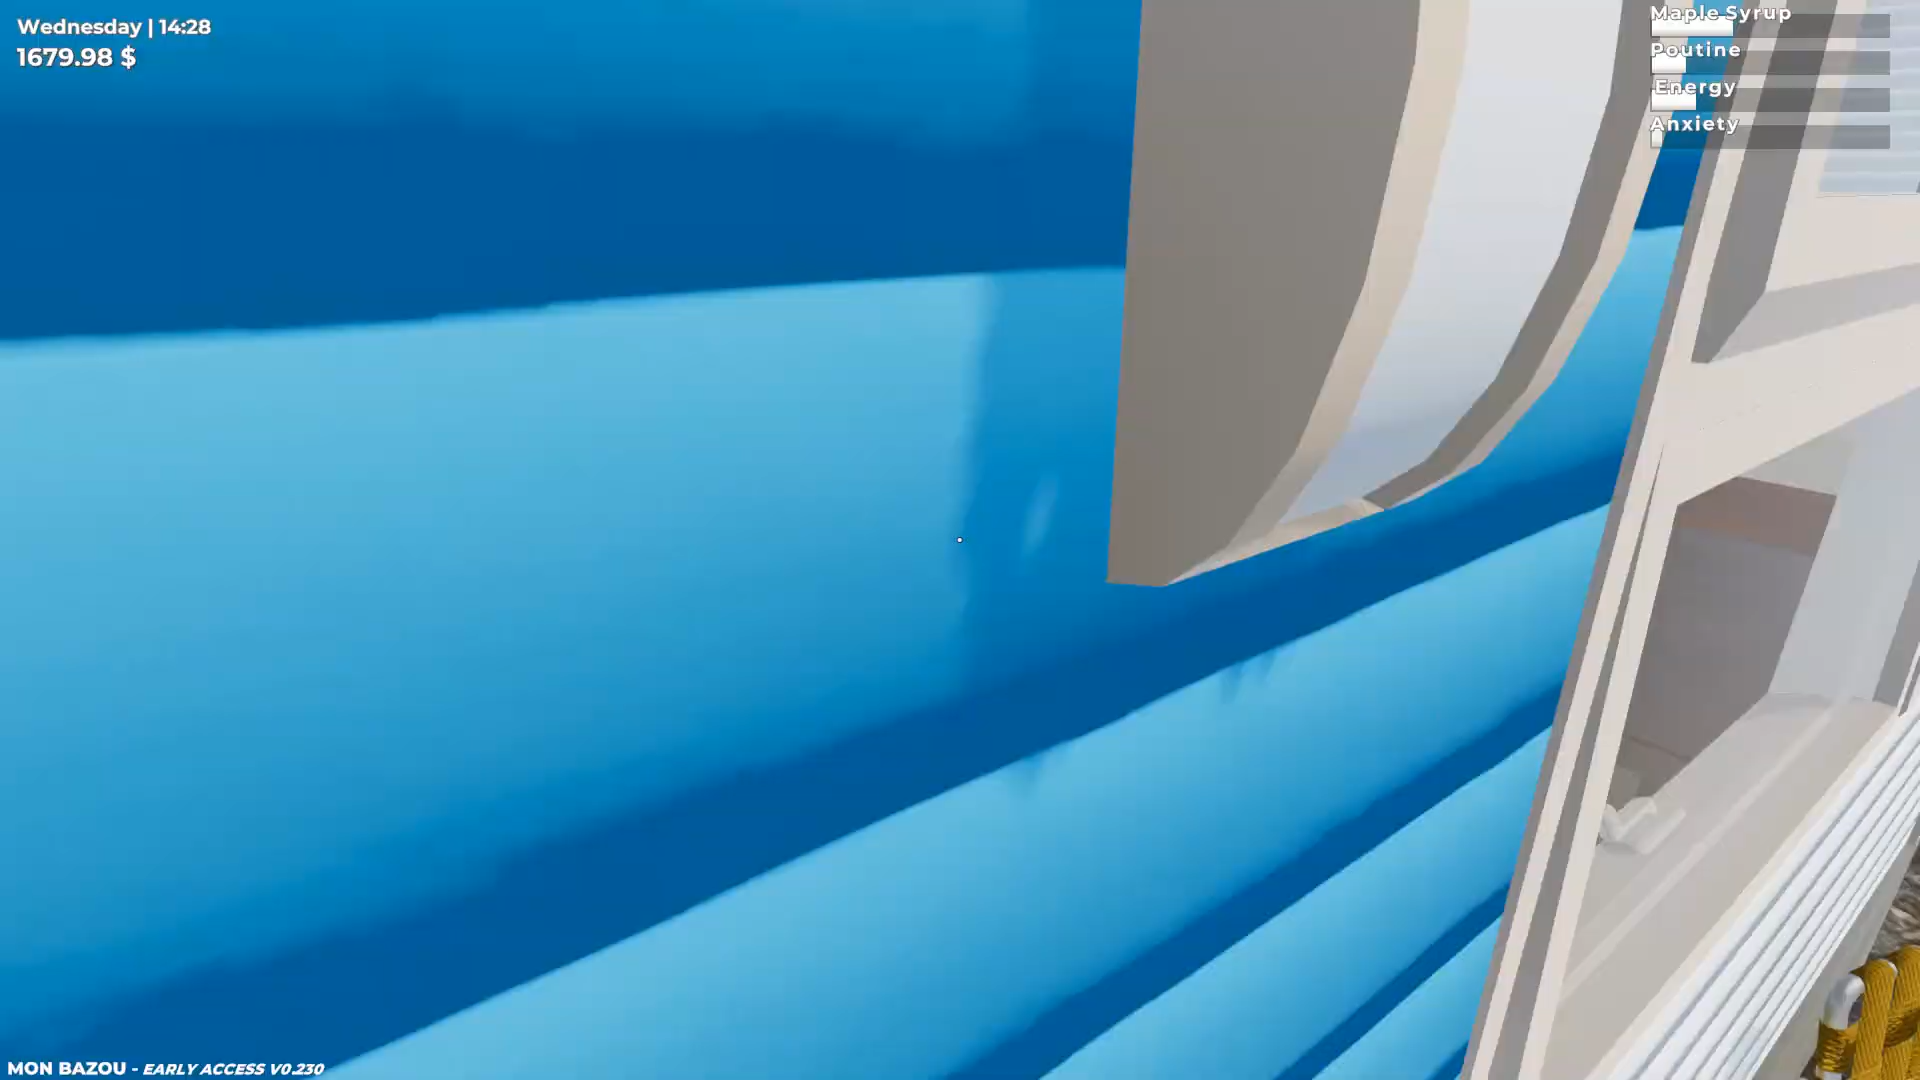 Wednesday | 14:28
1679.98 $
Maple Syrup
Poutine
Energy
Anxiety
MON BAZOU - EARLY ACCESS V0.230